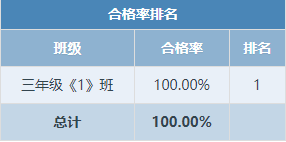 合格率排名
班级 合格率 排名
三年级《1》班 100.00% 1
总计 100.00%